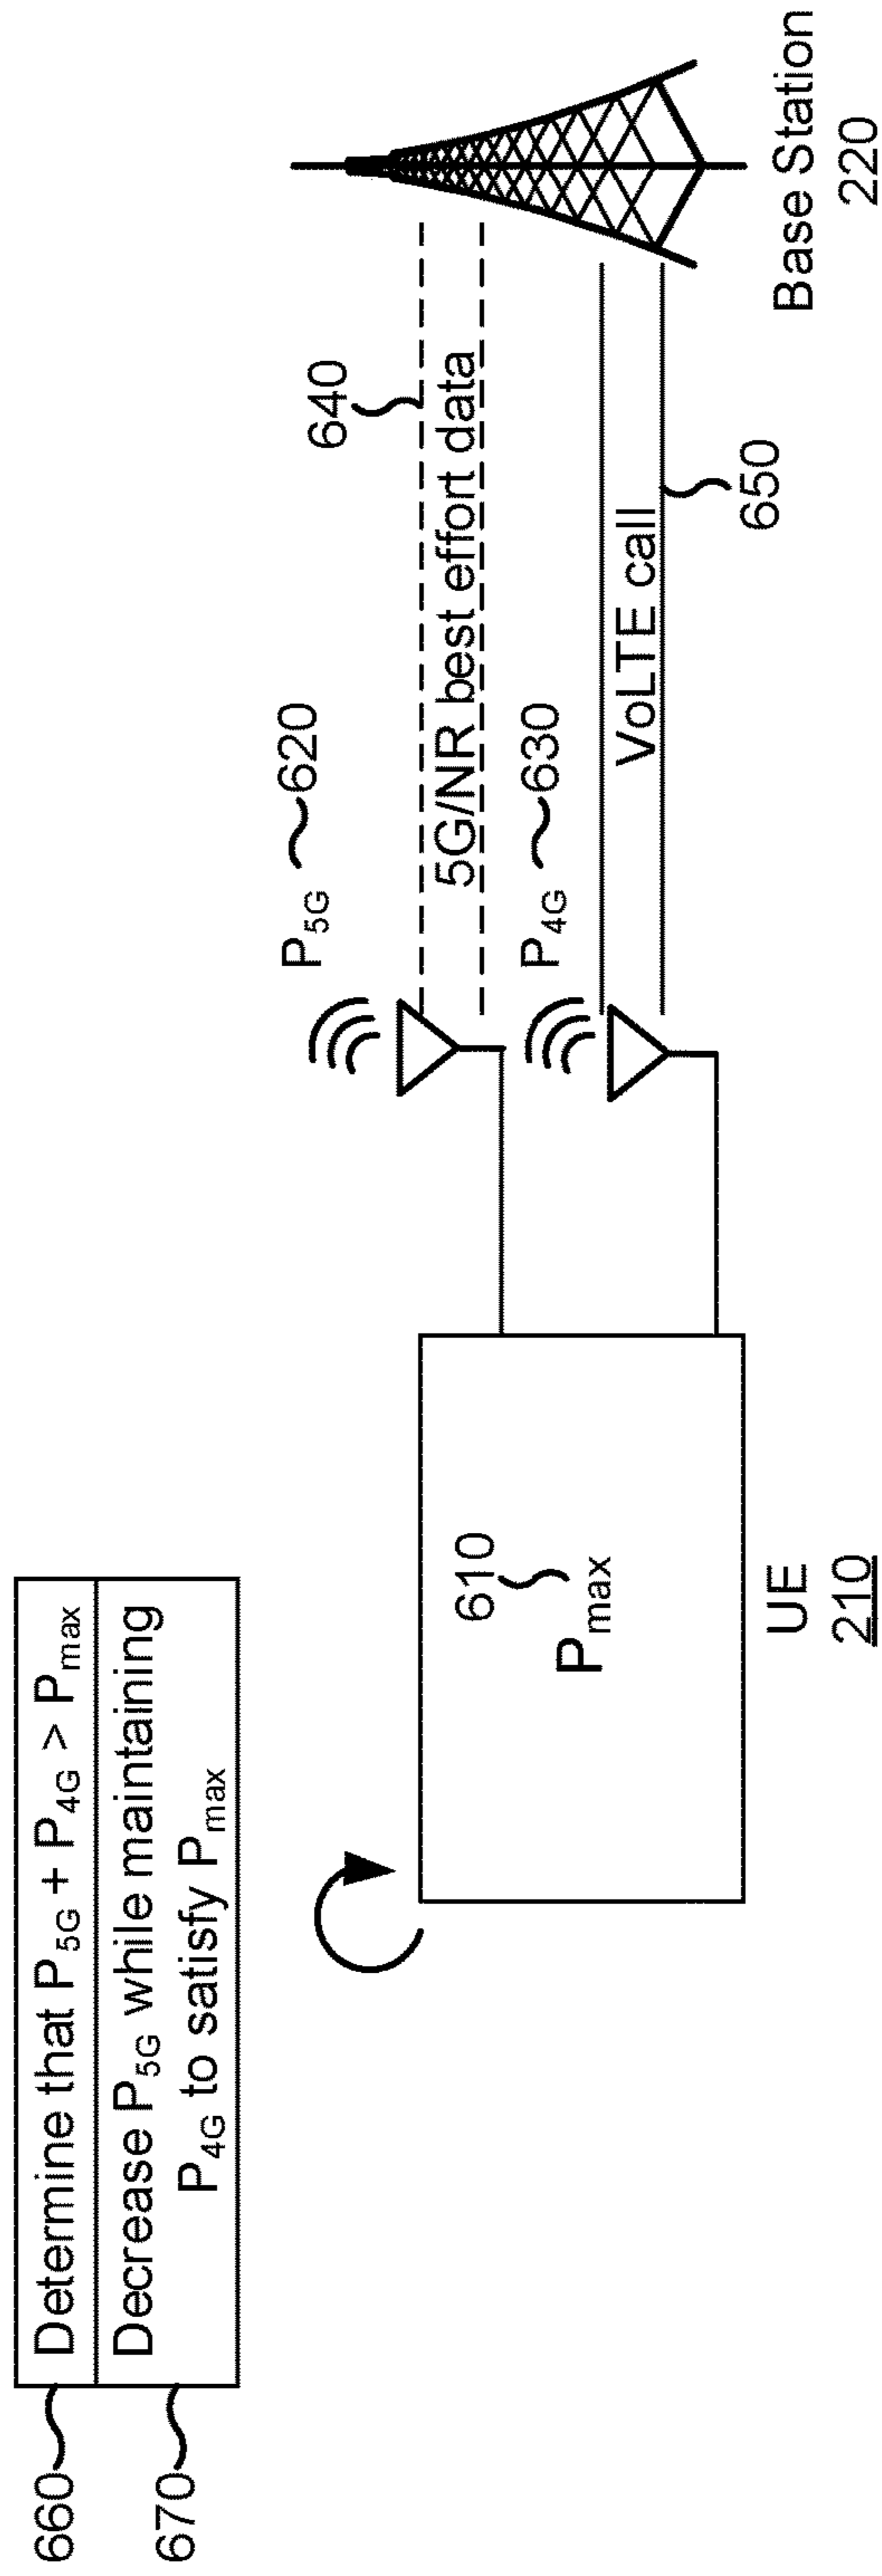 660
Determine that P5G + P4G > Pmax
670
Decrease P5G while maintaining
P4G to satisfy Pmax
P5G
620
640
5G/NR best effort data
610
Pmax
P4G
630
VoLTE call
650
UE
210
Base Station
220